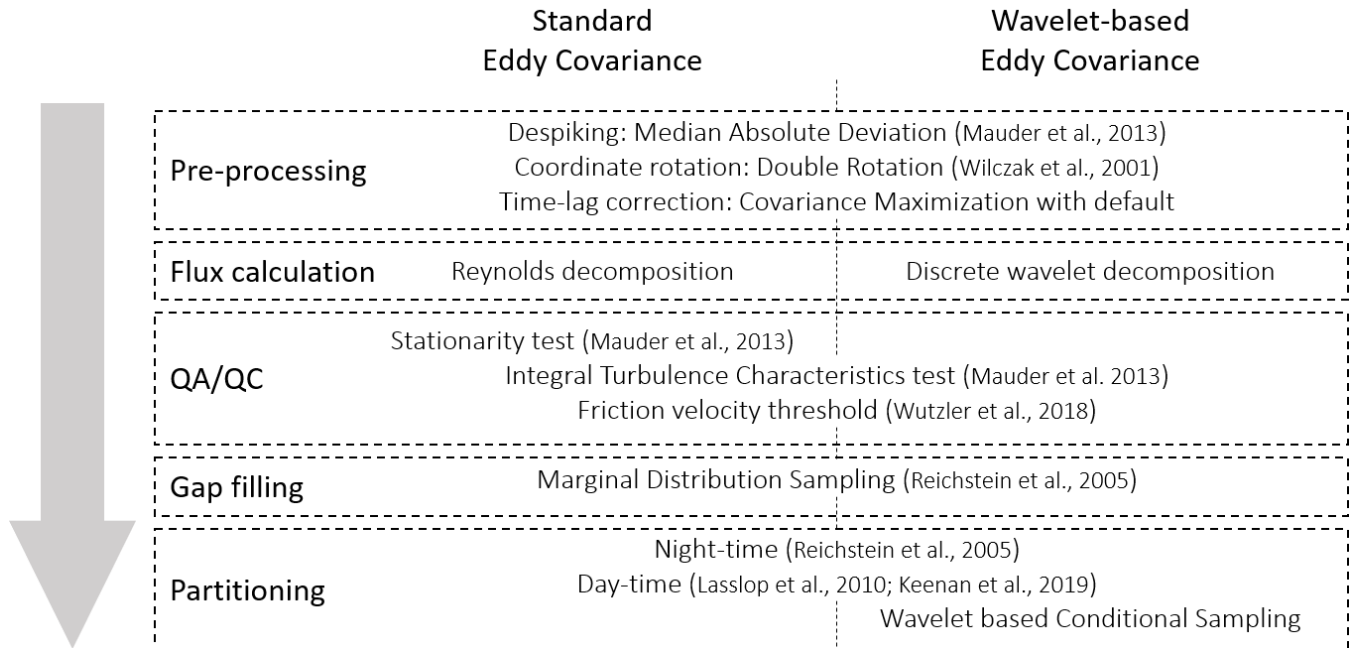 Standard
Eddy Covariance
Wavelet-based
Eddy Covariance
Pre-processing
Despiking: Median Absolute Deviation (Mauder et al., 2013)
Coordinate rotation: Double Rotation (Wilczak et al., 2001)
Time-lag correction: Covariance Maximization with default
Flux calculation
Reynolds decomposition
Discrete wavelet decomposition
QA/QC
Stationarity test (Mauder et al., 2013)
Integral Turbulence Characteristics test (Mauder et al. 2013)
Friction velocity threshold (Wutzler et al., 2018)
Gap filling
Marginal Distribution Sampling (Reichstein et al., 2005)
Partitioning
Night-time (Reichstein et al., 2005)
Day-time (Lasslop et al., 2010; Keenan et al., 2019)
Wavelet based Conditional Sampling